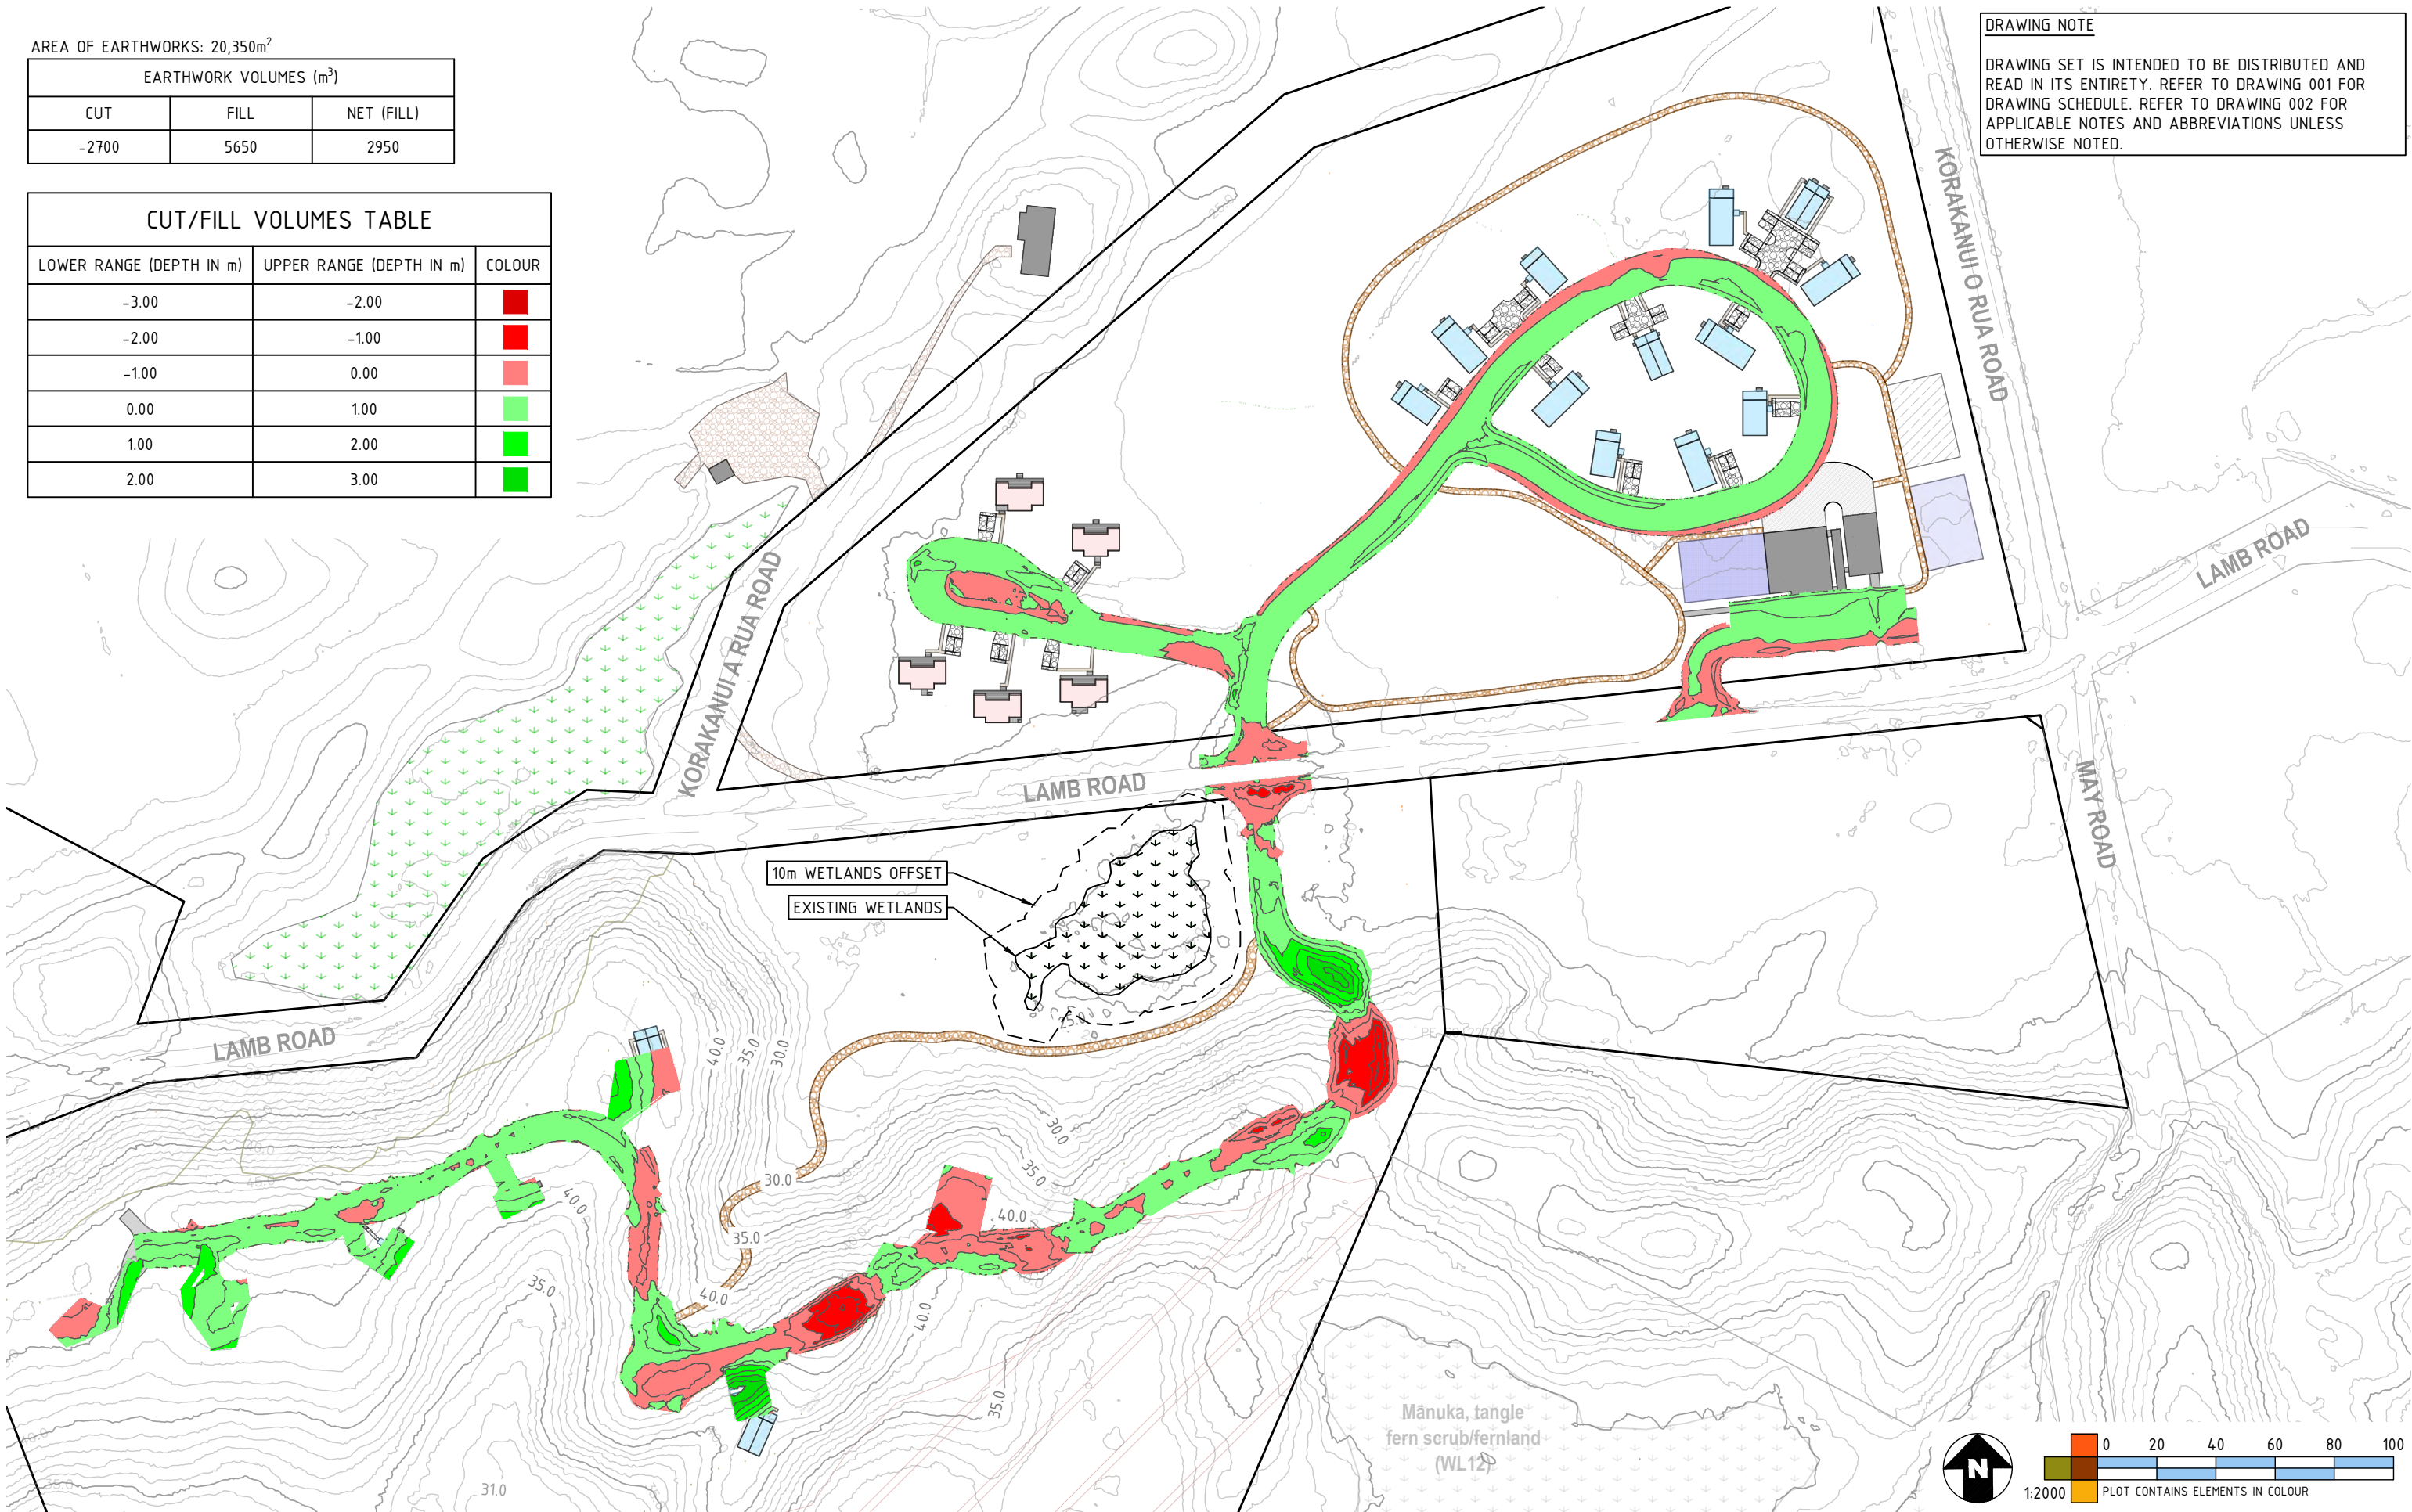 AREA OF EARTHWORKS: 20,350m²
EARTHWORK VOLUMES (m³)
CUT FILL NET (FILL)
-2700 5650 2950
CUT/FILL VOLUMES TABLE
LOWER RANGE (DEPTH IN m) UPPER RANGE (DEPTH IN m) COLOUR
-3.00 -2.00
-2.00 -1.00
-1.00 0.00
0.00 1.00
1.00 2.00
2.00 3.00
DRAWING NOTE
DRAWING SET IS INTENDED TO BE DISTRIBUTED AND
READ IN ITS ENTIRETY. REFER TO DRAWING 001 FOR
DRAWING SCHEDULE. REFER TO DRAWING 002 FOR
APPLICABLE NOTES AND ABBREVIATIONS UNLESS
OTHERWISE NOTED.
KORAKANUI O RUA ROAD
LAMB ROAD
KORAKANUI A RUA ROAD
LAMB ROAD
MAY ROAD
10m WETLANDS OFFSET
EXISTING WETLANDS
25.0
LAMB ROAD
40.0
35.0
30.0
30.0
35.0
40.0
30.0
40.0
35.0
35.0
40.0
40.0
35.0
31.0
Mānuka, tangle
fern scrub/fernland
(WL12)
N
0 20 40 60 80 100
1:2000
PLOT CONTAINS ELEMENTS IN COLOUR